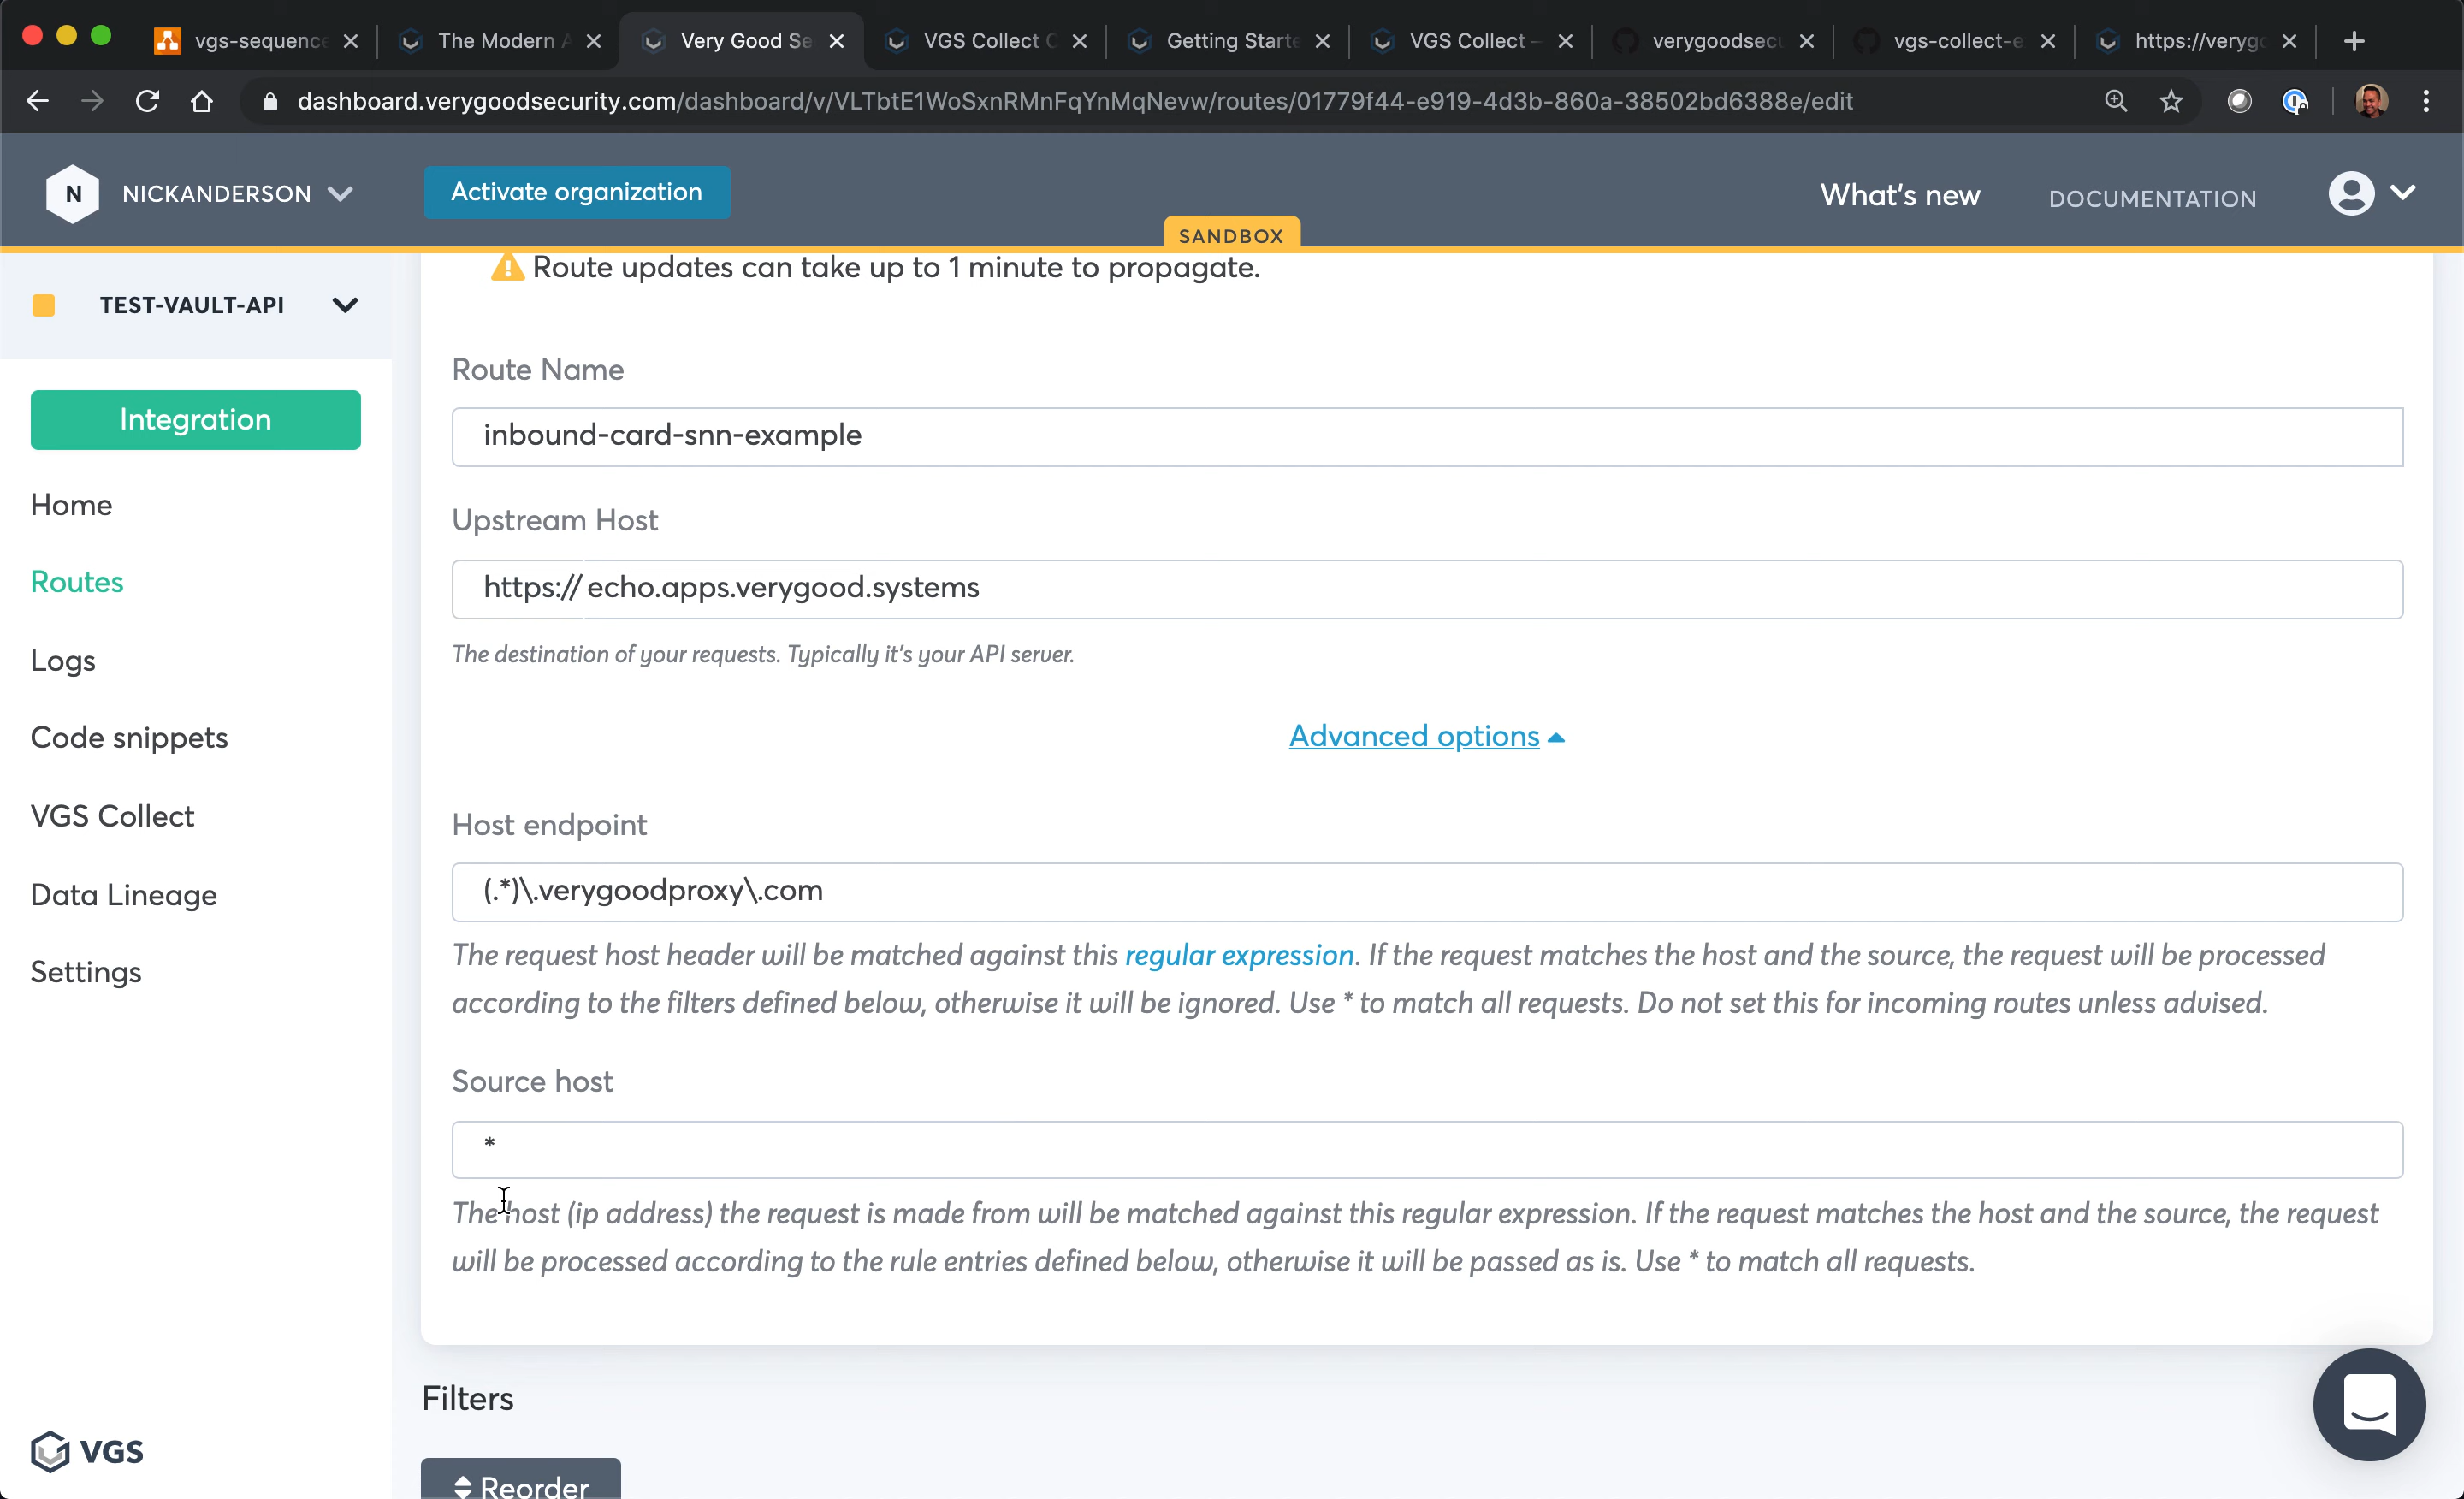 vgs-sequence
The Modern A
Very Good Se
VGS Collect C
Getting Starte
VGS Collect –
verygoodsecu
vgs-collect-e
https://verygo
dashboard.verygoodsecurity.com/dashboard/v/VLTbtE1WoSxnRMnFqYnMqNevw/routes/01779f44-e919-4d3b-860a-38502bd6388e/edit
N NICKANDERSON
Activate organization
What's new
DOCUMENTATION
SANDBOX
TEST-VAULT-API
Integration
Home
Routes
Logs
Code snippets
VGS Collect
Data Lineage
Settings
VGS
Route updates can take up to 1 minute to propagate.
Route Name
inbound-card-snn-example
Upstream Host
https:// echo.apps.verygood.systems
The destination of your requests. Typically it's your API server.
Advanced options
Host endpoint
(.*)\.verygoodproxy\.com
The request host header will be matched against this regular expression. If the request matches the host and the source, the request will be processed
according to the filters defined below, otherwise it will be ignored. Use * to match all requests. Do not set this for incoming routes unless advised.
Source host
*
The host (ip address) the request is made from will be matched against this regular expression. If the request matches the host and the source, the request
will be processed according to the rule entries defined below, otherwise it will be passed as is. Use * to match all requests.
Filters
Reorder